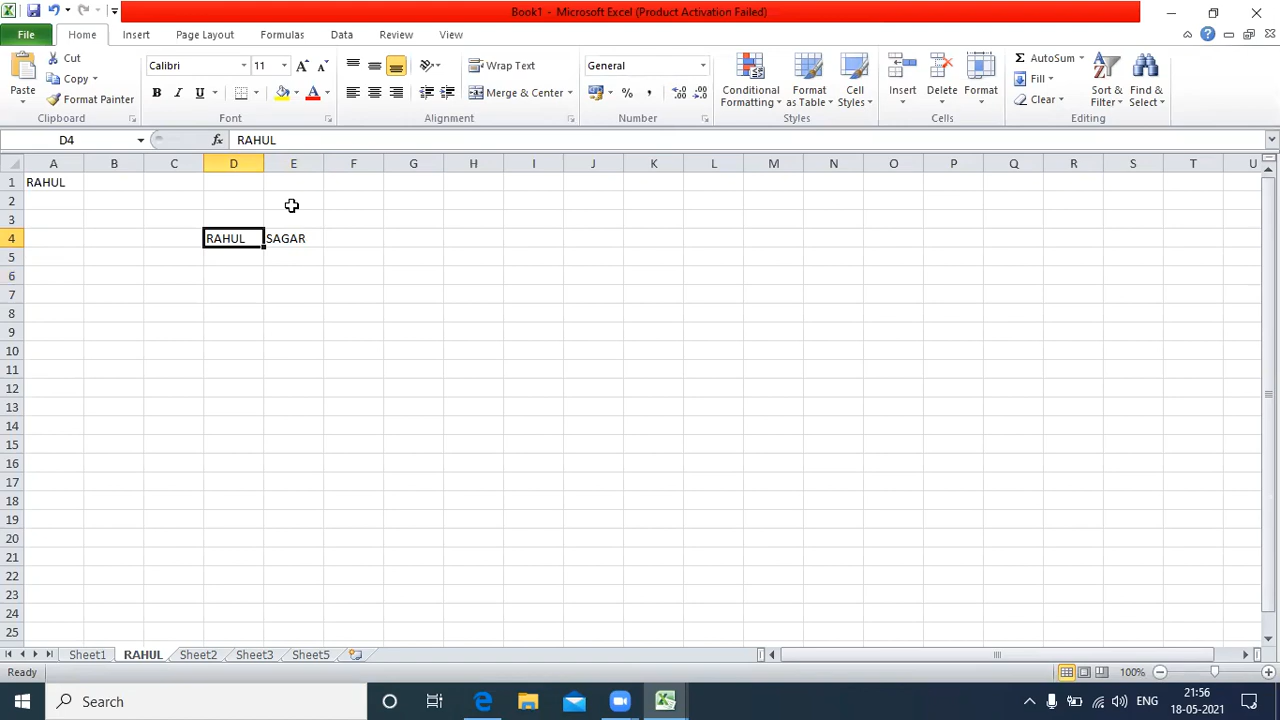 Book1 - Microsoft Excel (Product Activation Failed)
File Home Insert Page Layout Formulas Data Review View
Paste
Cut
Copy
Format Painter
Clipboard
Calibri 11
B I U
Font
Wrap Text
Merge & Center
Alignment
General
% ,
Number
Conditional Formatting
Format as Table
Cell Styles
Styles
Insert Delete Format
Cells
AutoSum
Fill
Clear
Sort & Filter
Find & Select
Editing
D4 fx RAHUL
A B C D E F G H I J K L M N O P Q R S T U
1 RAHUL
2
3
4 RAHUL SAGAR
5
6
7
8
9
10
11
12
13
14
15
16
17
18
19
20
21
22
23
24
25
Sheet1 RAHUL Sheet2 Sheet3 Sheet5
Ready 100%
Search ENG 21:56
18-05-2021